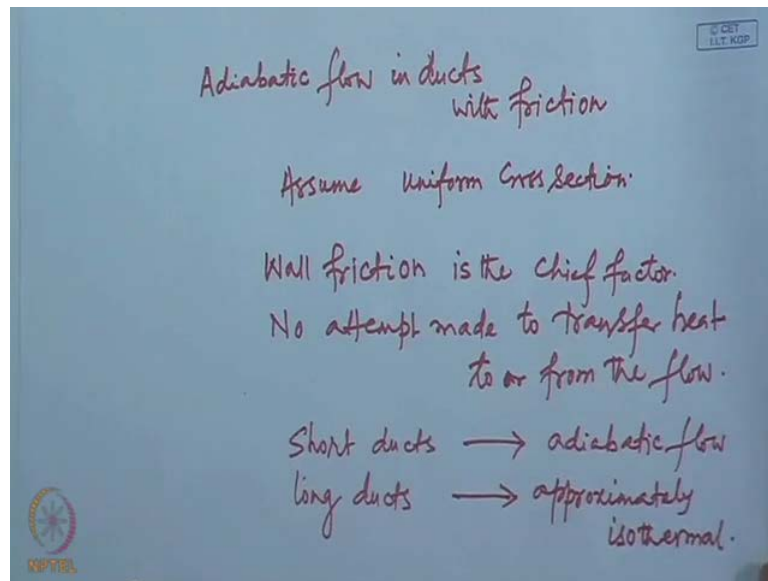 © CET
I.I.T. KGP
Adiabatic flow in ducts
with friction
Assume uniform Cross Section.
Wall friction is the chief factor.
No attempt made to transfer heat
to or from the flow.
Short ducts → adiabatic flow
long ducts → approximately
isothermal.
NPTEL